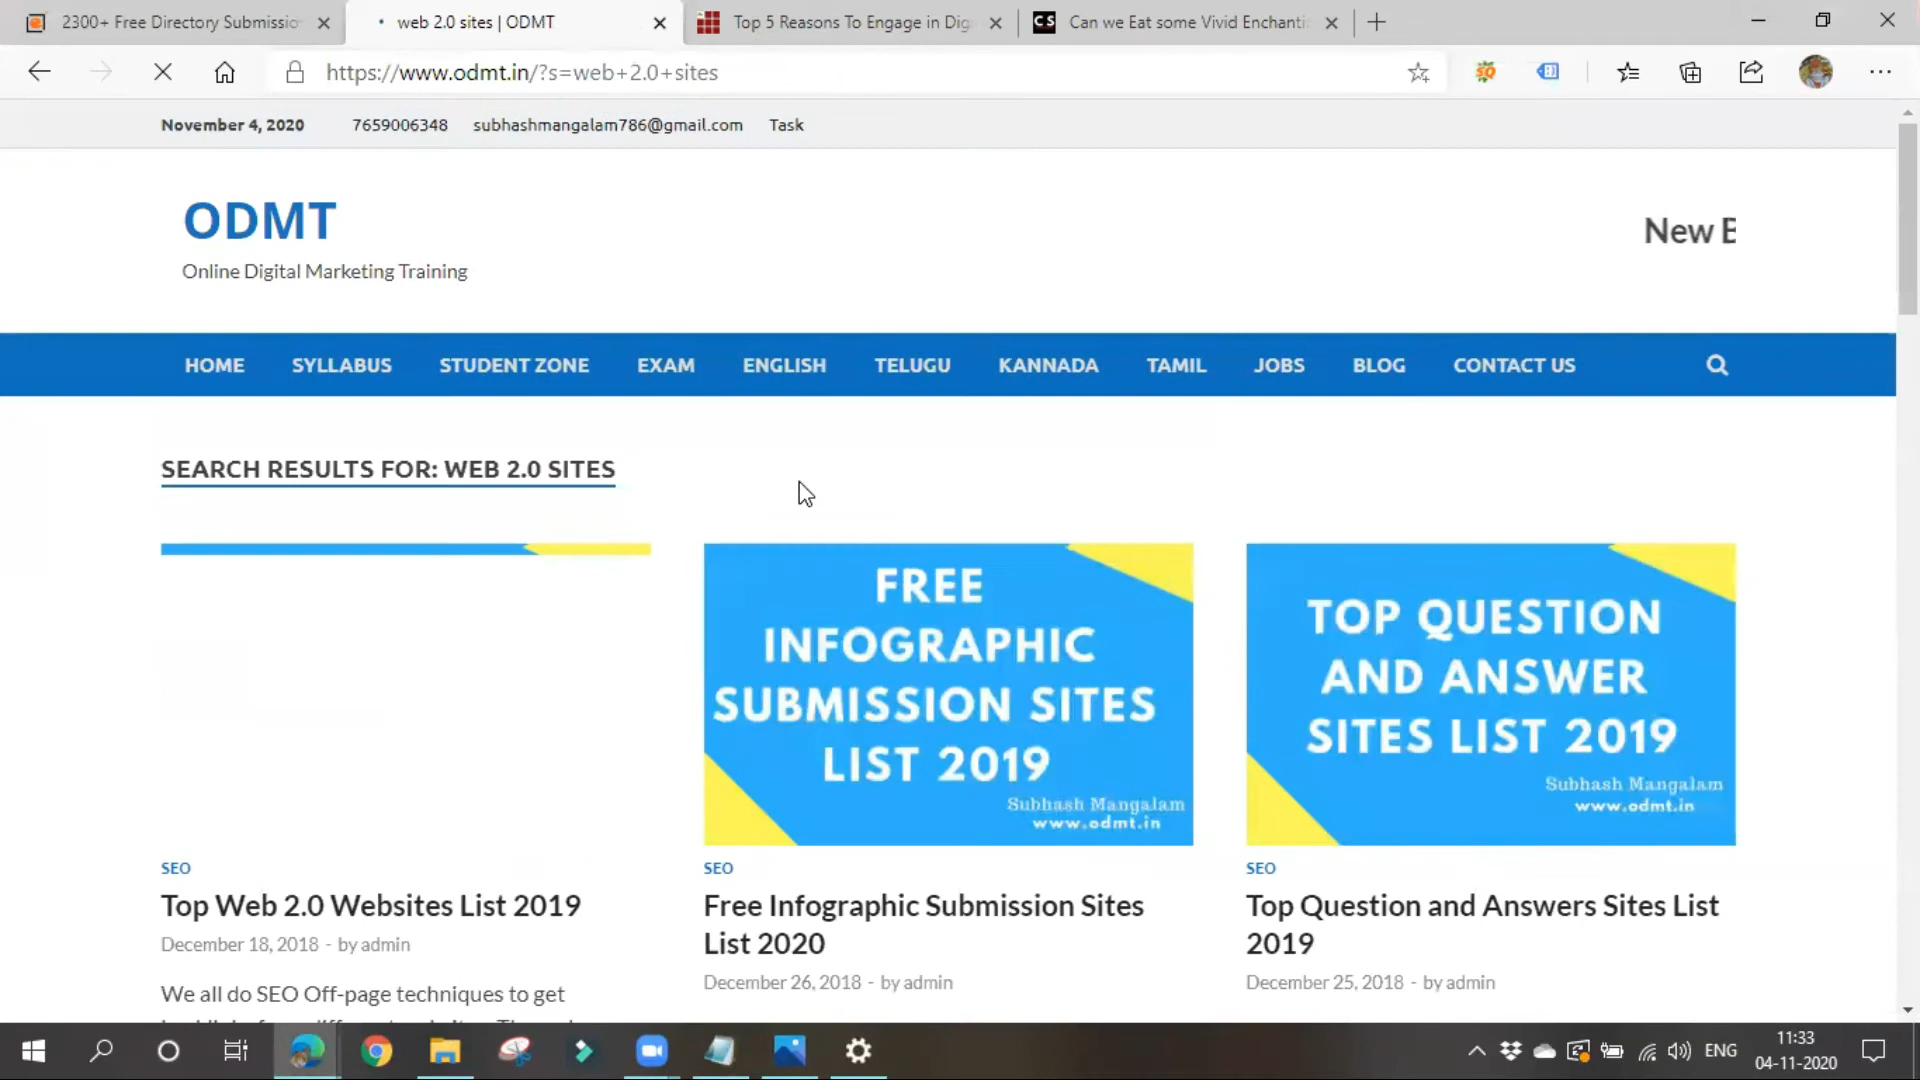 2300+ Free Directory Submissio
web 2.0 sites | ODMT
Top 5 Reasons To Engage in Dig
CS
Can we Eat some Vivid Enchanti
https://www.odmt.in/?s=web+2.0+sites
SQ
November 4, 2020
7659006348
subhashmangalam786@gmail.com
Task
ODMT
Online Digital Marketing Training
New B
HOME
SYLLABUS
STUDENT ZONE
EXAM
ENGLISH
TELUGU
KANNADA
TAMIL
JOBS
BLOG
CONTACT US
SEARCH RESULTS FOR: WEB 2.0 SITES
FREE
INFOGRAPHIC
SUBMISSION SITES
LIST 2019
Subhash Mangalam
www.odmt.in
TOP QUESTION
AND ANSWER
SITES LIST 2019
Subhash Mangalam
www.odmt.in
SEO
Top Web 2.0 Websites List 2019
December 18, 2018 - by admin
We all do SEO Off-page techniques to get
SEO
Free Infographic Submission Sites
List 2020
December 26, 2018 - by admin
SEO
Top Question and Answers Sites List
2019
December 25, 2018 - by admin
ENG
11:33
04-11-2020